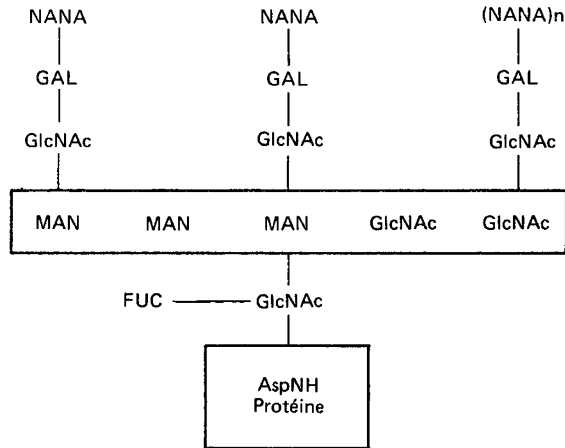 NANA NANA (NANA)n
GAL GAL GAL
GlcNAc GlcNAc GlcNAc
MAN MAN MAN GlcNAc GlcNAc
FUC GlcNAc
AspNH
Protéine